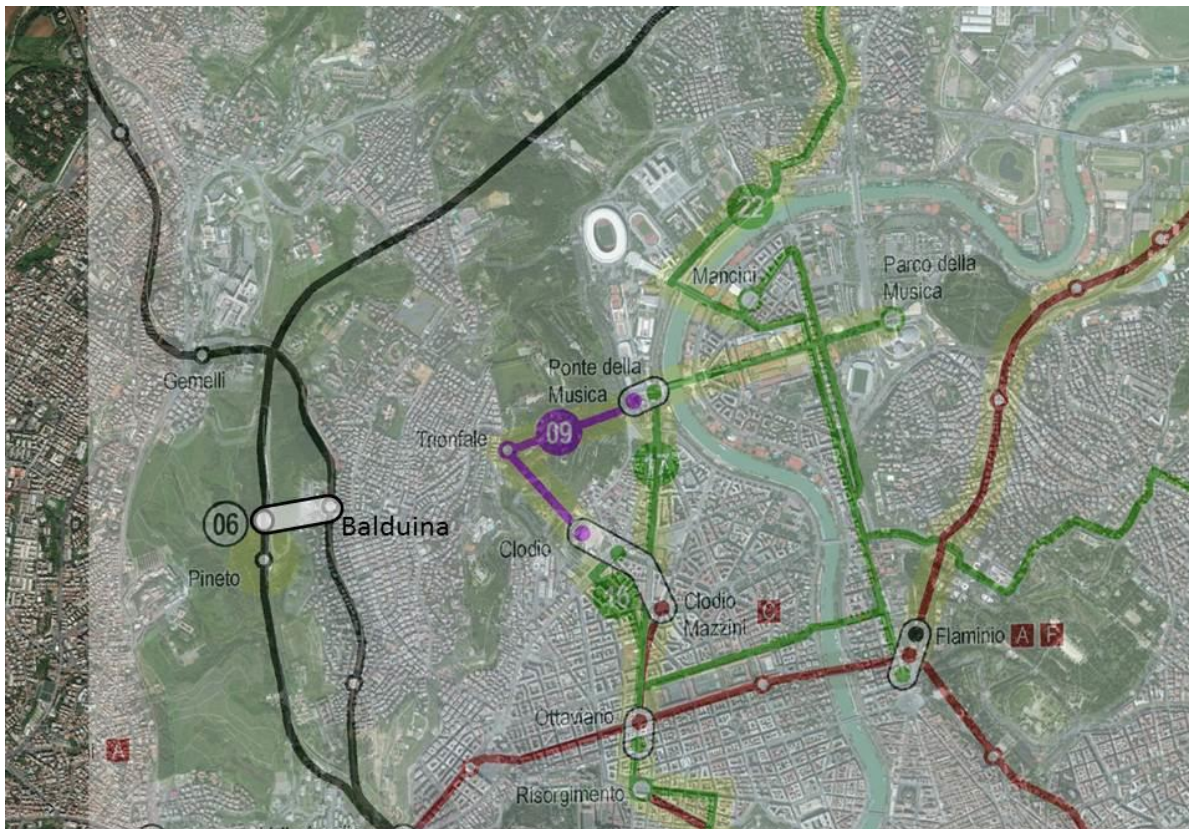 22
Mancini
Parco della
Musica
Gemelli
Ponte della
Musica
09
Trionfale
17
06
Balduina
Clodio
Pineto
16
Clodio
Mazzini
C
Flaminio A F
Ottaviano
A
Risorgimento